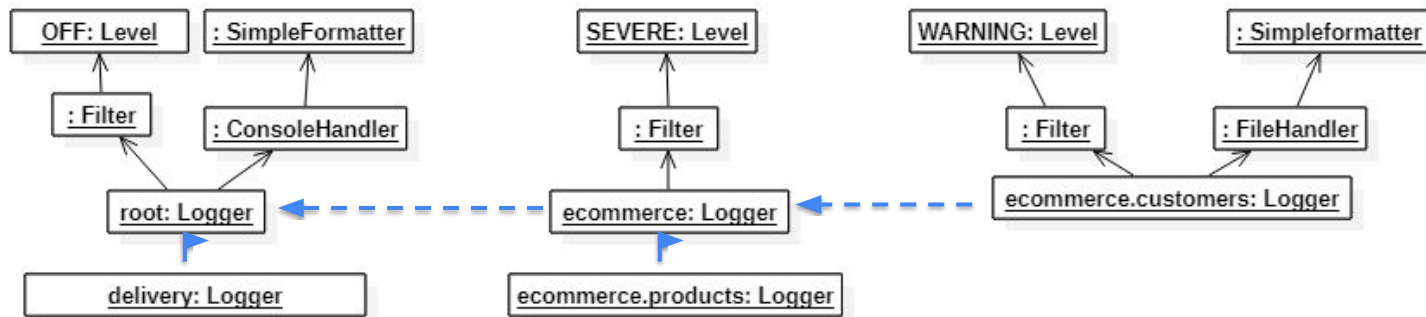 OFF: Level
: SimpleFormatter
SEVERE: Level
WARNING: Level
: Simpleformatter
: Filter
: ConsoleHandler
: Filter
: Filter
: FileHandler
root: Logger
ecommerce: Logger
ecommerce.customers: Logger
delivery: Logger
ecommerce.products: Logger